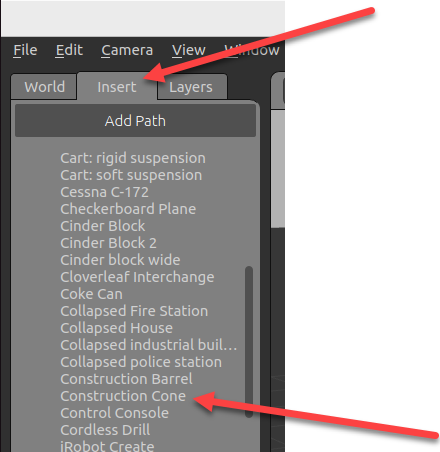 File Edit Camera View Window
World Insert Layers
Add Path
Cart: rigid suspension
Cart: soft suspension
Cessna C-172
Checkerboard Plane
Cinder Block
Cinder Block 2
Cinder block wide
Cloverleaf Interchange
Coke Can
Collapsed Fire Station
Collapsed House
Collapsed industrial buil...
Collapsed police station
Construction Barrel
Construction Cone
Control Console
Cordless Drill
iRobot Create